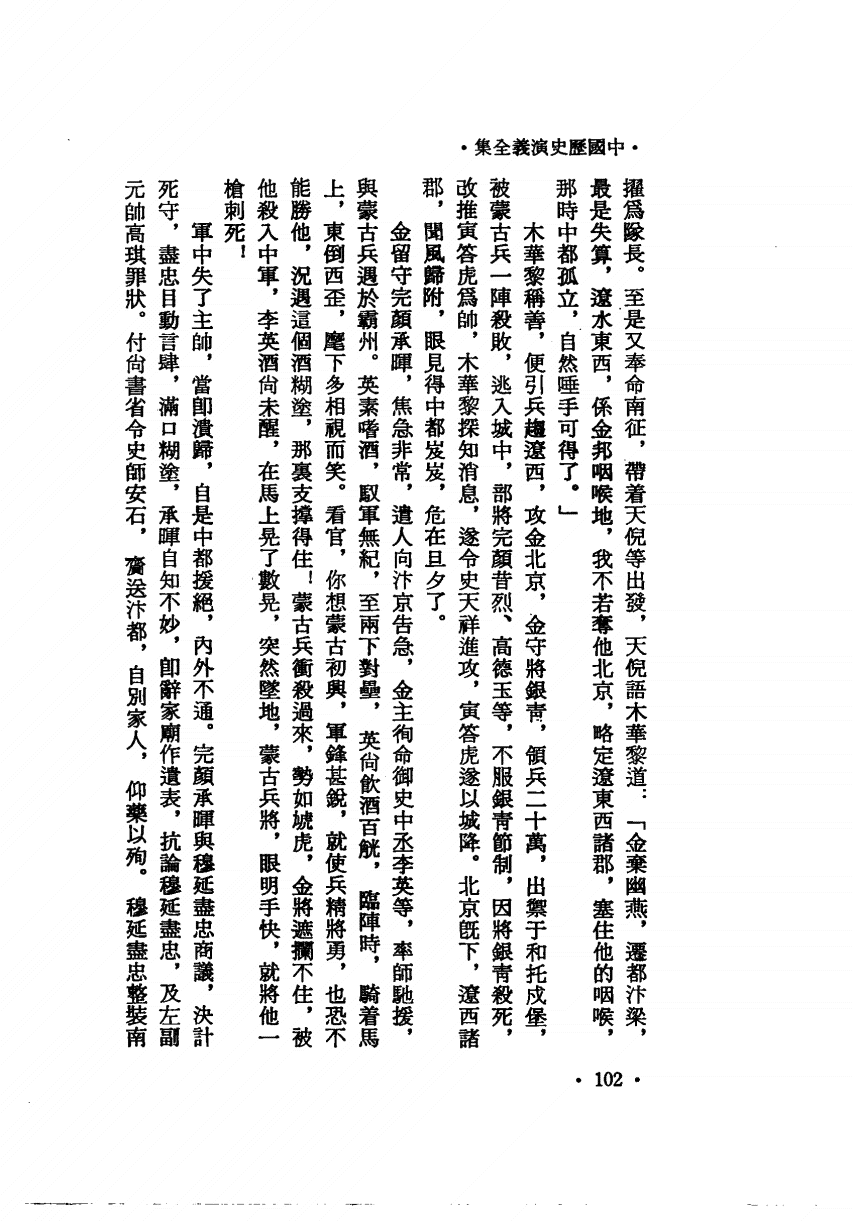 ·中國歷史演義全集·
擢爲隊長。至是又奉命南征，帶着天倪等出發，天倪語木華黎道：「金棄幽燕，遷都汴梁，
最是失算，遼水東西，係金邦咽喉地，我不若奪他北京，略定遼東西諸郡，塞住他的咽喉，
那時中都孤立，自然唾手可得了。」
木華黎稱善，便引兵趨遼西，攻金北京，金守將銀靑，領兵二十萬，出禦于和托戍堡，
被蒙古兵一陣殺敗，逃入城中，部將完顏昔烈、高德玉等，不服銀靑節制，因將銀靑殺死，
改推寅答虎爲帥，木華黎探知消息，遂令史天祥進攻，寅答虎遂以城降。北京旣下，遼西諸
郡，聞風歸附，眼見得中都岌岌，危在旦夕了。
金留守完顏承暉，焦急非常，遣人向汴京告急，金主徇命御史中丞李英等，率師馳援，
與蒙古兵遇於霸州。英素嗜酒，馭軍無紀，至兩下對壘，英尙飮酒百觥，臨陣時，騎着馬
上，東倒西歪，麾下多相視而笑。看官，你想蒙古初興，軍鋒甚銳，就使兵精將勇，也恐不
能勝他，況遇這個酒糊塗，那裏支撐得住！蒙古兵衝殺過來，勢如虓虎，金將遮攔不住，被
他殺入中軍，李英酒尙未醒，在馬上晃了數晃，突然墜地，蒙古兵將，眼明手快，就將他一
槍刺死！
軍中失了主帥，當卽潰歸，自是中都援絕，內外不通。完顏承暉與穆延盡忠商議，決計
死守，盡忠目動言肆，滿口糊塗，承暉自知不妙，卽辭家廟作遺表，抗論穆延盡忠，及左副
元帥高琪罪狀。付尙書省令史師安石，齎送汴都，自別家人，仰藥以殉。穆延盡忠整裝南
·102·